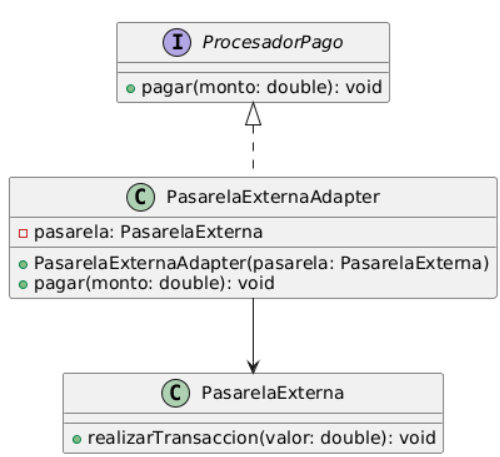 I ProcesadorPago
pagar(monto: double): void
C PasarelaExternaAdapter
pasarela: PasarelaExterna
PasarelaExternaAdapter(pasarela: PasarelaExterna)
pagar(monto: double): void
C PasarelaExterna
realizarTransaccion(valor: double): void